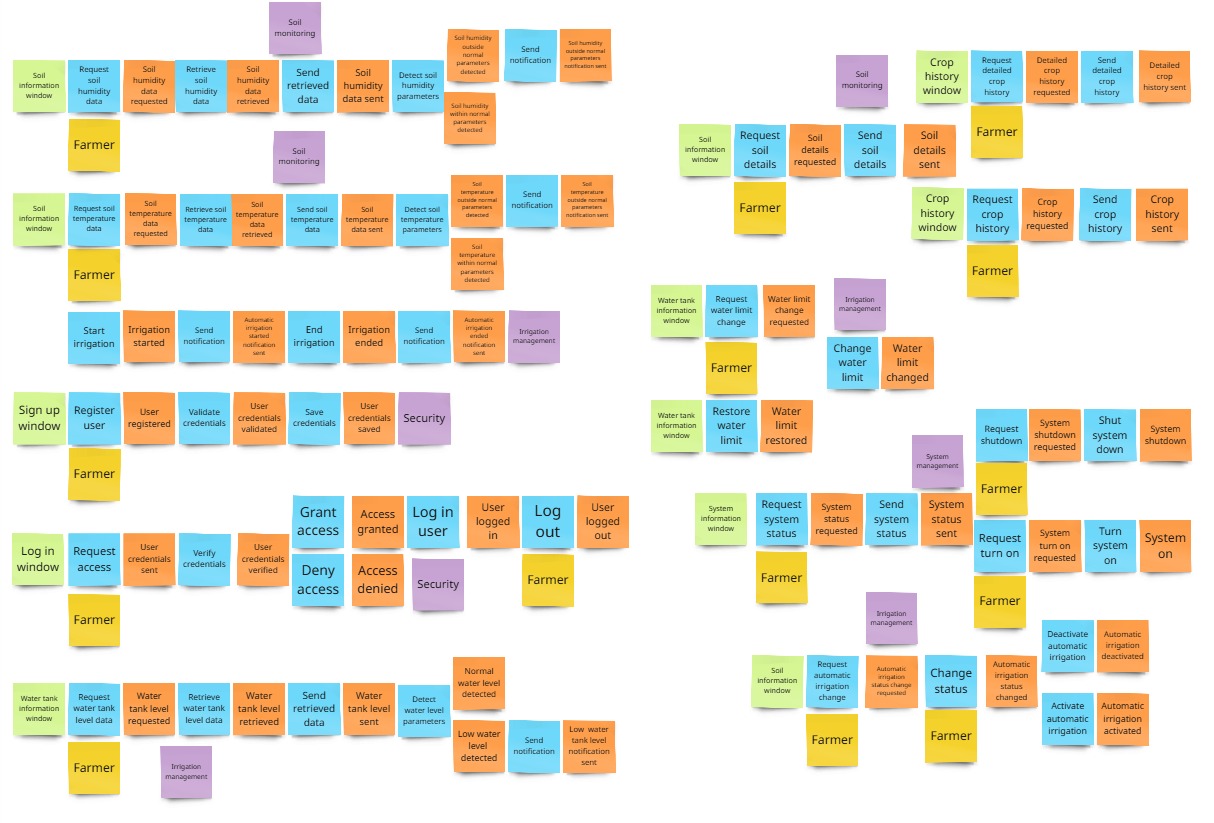 Soil
monitoring
Soil
information
window
Request
soil
humidity
data
Soil
humidity
data
requested
Retrieve
soil
humidity
data
Soil
humidity
data
retrieved
Send
retrieved
data
Soil
humidity
data sent
Detect soil
humidity
parameters
Soil humidity
outside
normal
parameters
detected
Send
notification
Soil humidity
outside normal
parameters
notification sent
Soil humidity
within normal
parameters
detected
Farmer
Soil
monitoring
Soil
information
window
Request soil
temperature
data
Soil
temperature
data
requested
Retrieve soil
temperature
data
Soil
temperature
data
retrieved
Send soil
temperature
data
Soil
temperature
data sent
Detect soil
temperature
parameters
Soil
temperature
outside normal
parameters
detected
Send
notification
Soil
temperature
outside normal
parameters
notification sent
Soil
temperature
within normal
parameters
detected
Farmer
Start
irrigation
Irrigation
started
Send
notification
Automatic
irrigation
started
notification
sent
End
irrigation
Irrigation
ended
Send
notification
Automatic
irrigation
ended
notification
sent
Irrigation
management
Sign up
window
Register
user
User
registered
Validate
credentials
User
credentials
validated
Save
credentials
User
credentials
saved
Security
Farmer
Log in
window
Request
access
User
credentials
sent
Verify
credentials
User
credentials
verified
Grant
access
Access
granted
Log in
user
User
logged
in
Log
out
User
logged
out
Deny
access
Access
denied
Security
Farmer
Farmer
Water tank
information
window
Request
water tank
level data
Water
tank level
requested
Retrieve
water tank
level data
Water
tank level
retrieved
Send
retrieved
data
Water
tank level
sent
Detect
water level
parameters
Normal
water level
detected
Low water
level
detected
Send
notification
Low water
tank level
notification
sent
Farmer
Irrigation
management
Soil
monitoring
Crop
history
window
Request
detailed
crop
history
Detailed
crop
history
requested
Send
detailed
crop
history
Detailed
crop
history sent
Farmer
Soil
information
window
Request
soil
details
Soil
details
requested
Send
soil
details
Soil
details
sent
Farmer
Crop
history
window
Request
crop
history
Crop
history
requested
Send
crop
history
Crop
history
sent
Farmer
Water tank
information
window
Request
water limit
change
Water limit
change
requested
Irrigation
management
Farmer
Change
water
limit
Water
limit
changed
Water tank
information
window
Restore
water
limit
Water
limit
restored
System
management
Request
shutdown
System
shutdown
requested
Shut
system
down
System
shutdown
Farmer
System
information
window
Request
system
status
System
status
requested
Send
system
status
System
status
sent
Farmer
Request
turn on
System
turn on
requested
Turn
system
on
System
on
Farmer
Irrigation
management
Soil
information
window
Request
automatic
irrigation
change
Automatic
irrigation
status change
requested
Change
status
Automatic
irrigation
status
changed
Deactivate
automatic
irrigation
Automatic
irrigation
deactivated
Activate
automatic
irrigation
Automatic
irrigation
activated
Farmer
Farmer